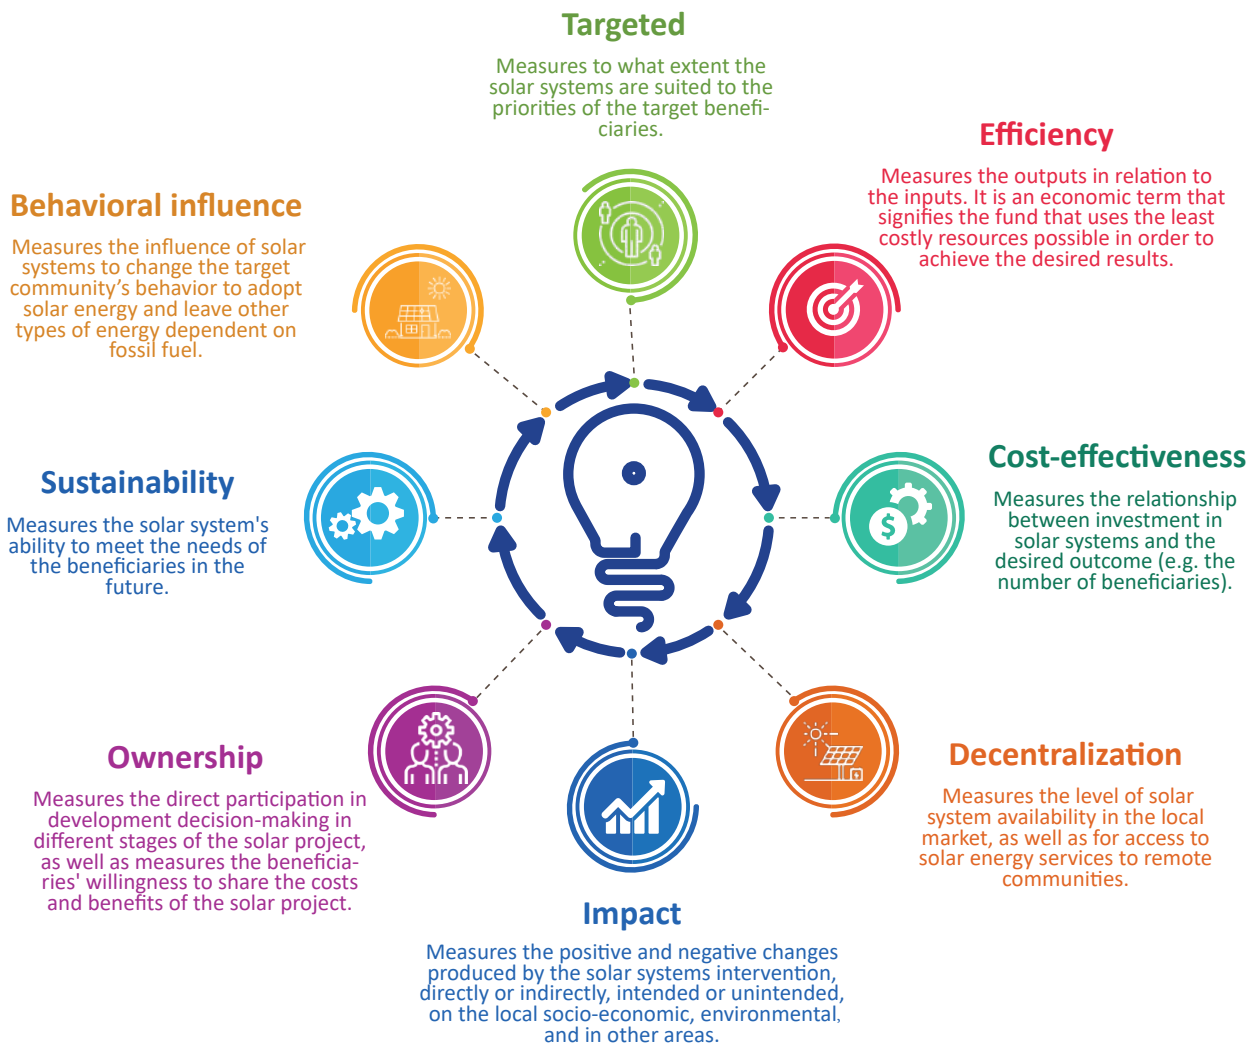 Targeted
Measures to what extent the
solar systems are suited to the
priorities of the target benefi-
ciaries.
Efficiency
Measures the outputs in relation to
the inputs. It is an economic term that
signifies the fund that uses the least
costly resources possible in order to
achieve the desired results.
Behavioral influence
Measures the influence of solar
systems to change the target
community’s behavior to adopt
solar energy and leave other
types of energy dependent on
fossil fuel.
Cost-effectiveness
Measures the relationship
between investment in
solar systems and the
desired outcome (e.g. the
number of beneficiaries).
$
Sustainability
Measures the solar system's
ability to meet the needs of
the beneficiaries in the
future.
Decentralization
Measures the level of solar
system availability in the local
market, as well as for access to
solar energy services to remote
communities.
Ownership
Measures the direct participation in
development decision-making in
different stages of the solar project,
as well as measures the beneficia-
ries' willingness to share the costs
and benefits of the solar project.
Impact
Measures the positive and negative changes
produced by the solar systems intervention,
directly or indirectly, intended or unintended,
on the local socio-economic, environmental,
and in other areas.